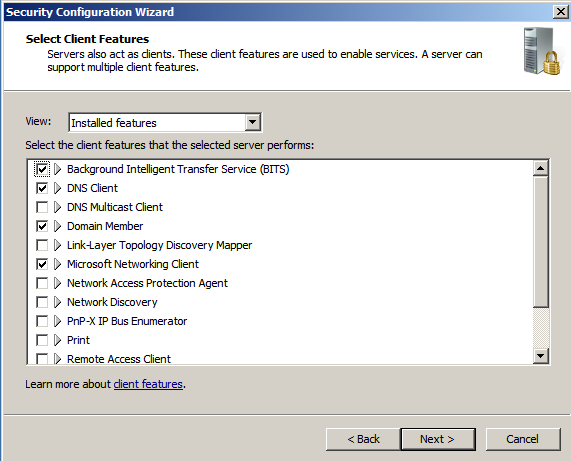 Security Configuration Wizard
Select Client Features
Servers also act as clients. These client features are used to enable services. A server can
support multiple client features.
View: Installed features
Select the client features that the selected server performs:
Background Intelligent Transfer Service (BITS)
DNS Client
DNS Multicast Client
Domain Member
Link-Layer Topology Discovery Mapper
Microsoft Networking Client
Network Access Protection Agent
Network Discovery
PnP-X IP Bus Enumerator
Print
Remote Access Client
Learn more about client features.
< Back Next > Cancel